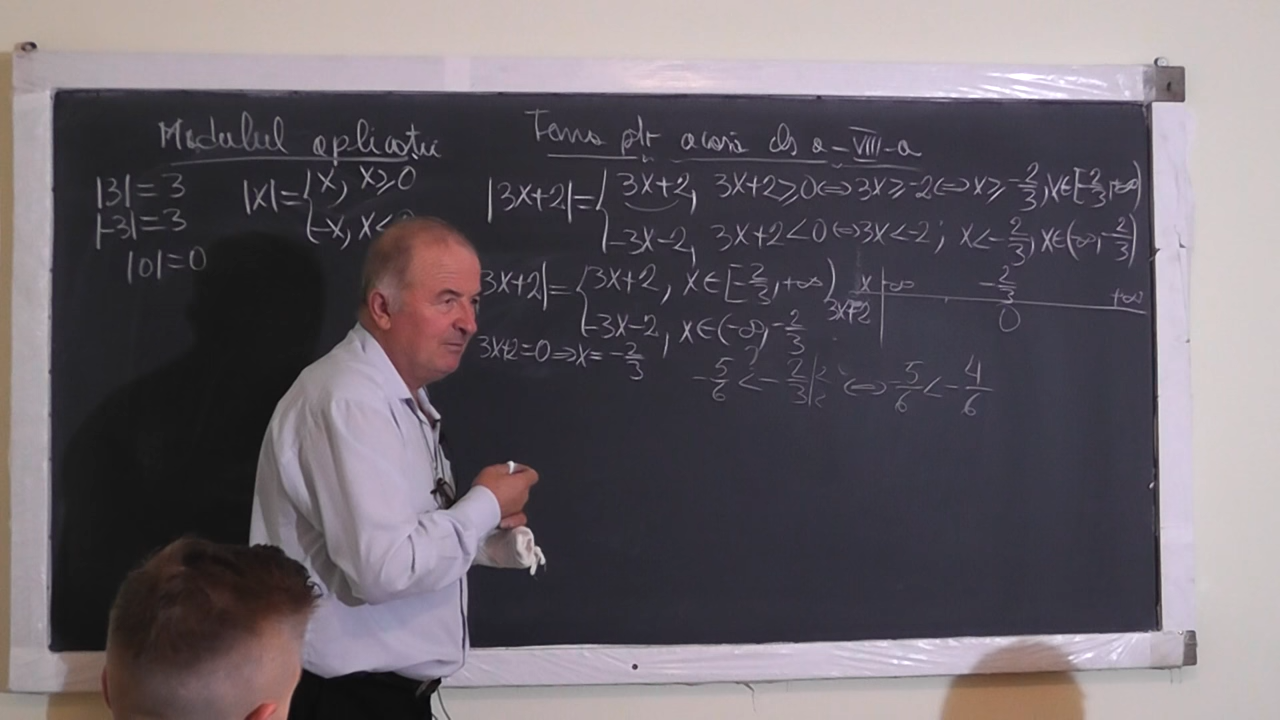 Modulul aplicații
|3|=3
|-3|=3
|0|=0
|x|={x, x≥0
{-x, x<0
Tema ptr acasă cls a-VIII-a
|3x+2|={3x+2, 3x+2≥0⇔3x≥-2⇔x≥-2/3, x∈[-2/3,+∞)
{-3x-2, 3x+2<0⇔3x<-2; x<-2/3, x∈(-∞,-2/3)
3x+2|={3x+2, x∈[-2/3,+∞)
{-3x-2, x∈(-∞,-2/3
x | -∞ -2/3 +∞
3x+2 | 0
3x+2=0⇒x=-2/3
-5/6<-2/3 ⇔ -5/6<-4/6